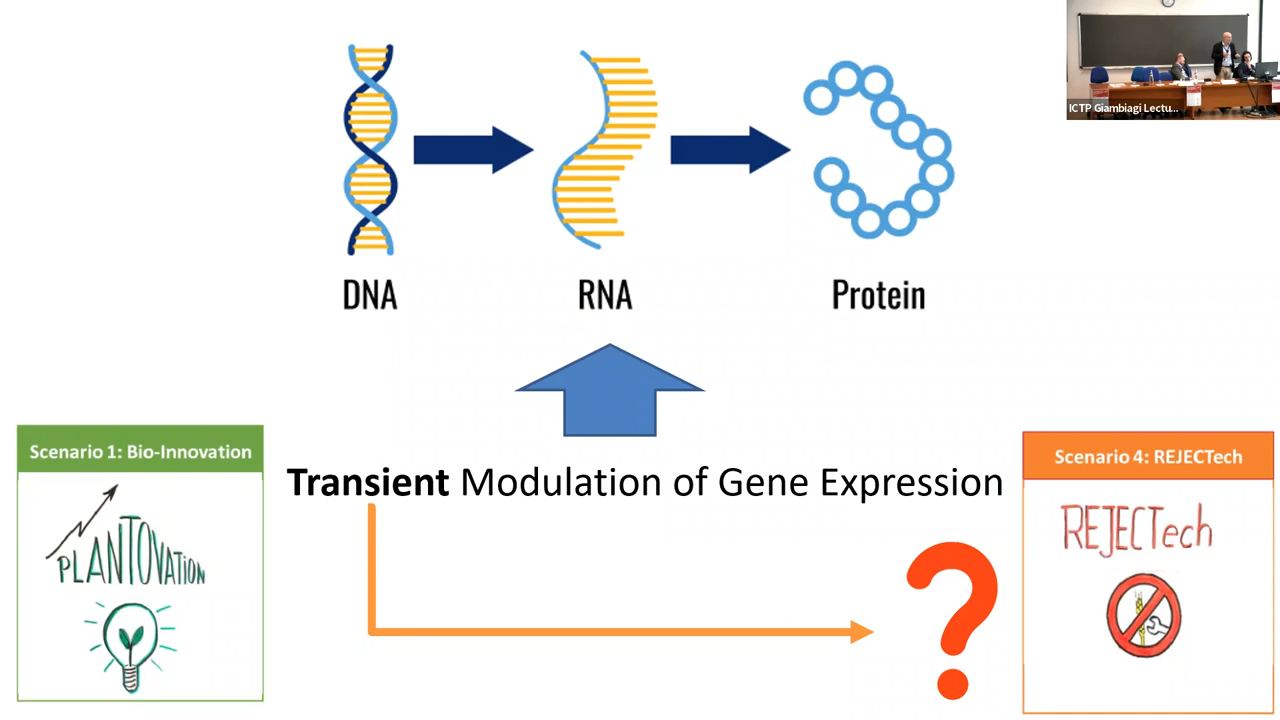 ICTP Giambiagi Lectu...
DNA
RNA
Protein
Scenario 1: Bio-Innovation
PLANTOVATION
Transient Modulation of Gene Expression
Scenario 4: REJECTech
REJECTech
?